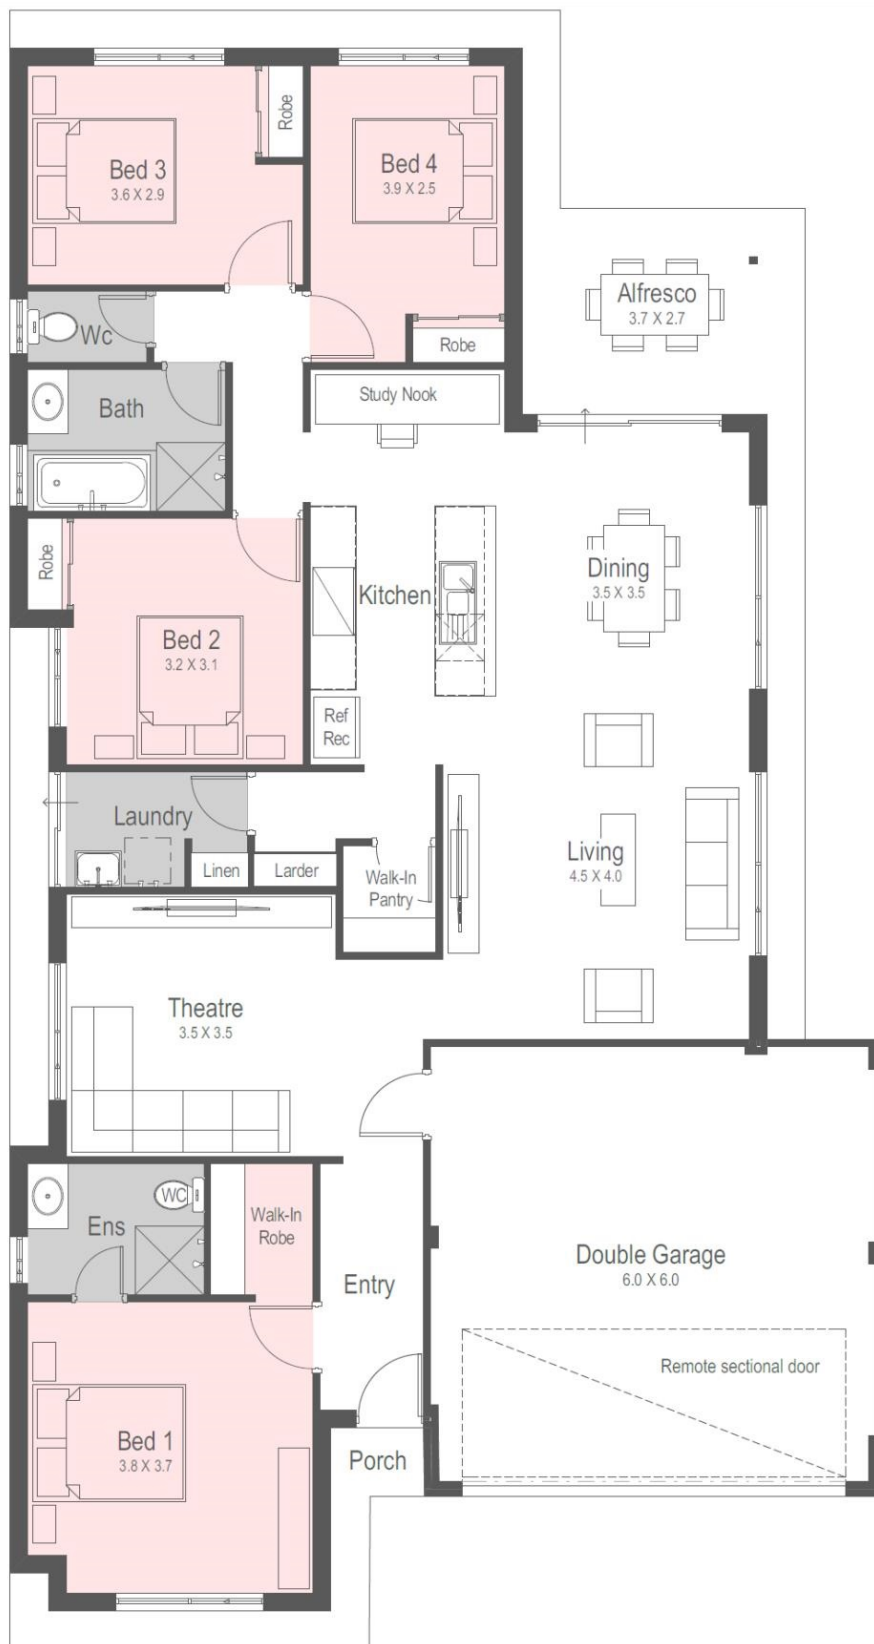 Bed 3
3.6 X 2.9
Robe
Bed 4
3.9 X 2.5
Robe
Alfresco
3.7 X 2.7
Wc
Bath
Study Nook
Robe
Bed 2
3.2 X 3.1
Kitchen
Dining
3.5 X 3.5
Ref
Rec
Laundry
Linen
Larder
Walk-In
Pantry
Living
4.5 X 4.0
Theatre
3.5 X 3.5
WC
Ens
Walk-In
Robe
Entry
Double Garage
6.0 X 6.0
Remote sectional door
Bed 1
3.8 X 3.7
Porch